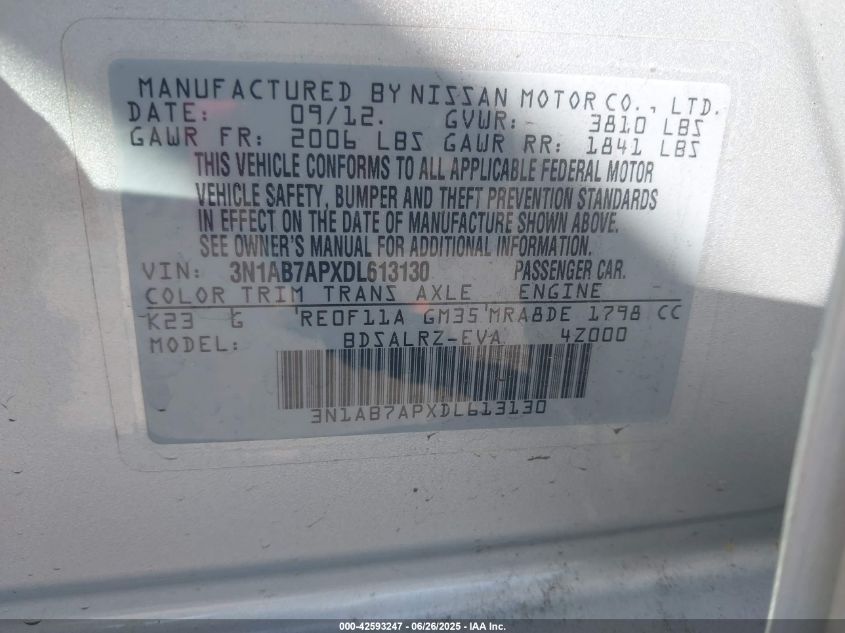 MANUFACTURED BY NISSAN MOTOR CO., LTD.
DATE: 09/12. GVWR: 3810 LBS
GAWR FR: 2006 LBS GAWR RR: 1841 LBS
THIS VEHICLE CONFORMS TO ALL APPLICABLE FEDERAL MOTOR
VEHICLE SAFETY, BUMPER AND THEFT PREVENTION STANDARDS
IN EFFECT ON THE DATE OF MANUFACTURE SHOWN ABOVE.
SEE OWNER'S MANUAL FOR ADDITIONAL INFORMATION.
VIN: 3N1AB7APXDL613130 PASSENGER CAR.
COLOR TRIM TRANS AXLE ENGINE
K23 G RE0F11A GM35 MRA8DE 1798 CC
MODEL: BDSALRZ-EVA 4Z000
3N1AB7APXDL613130
000-42593247 - 06/26/2025 - IAA Inc.